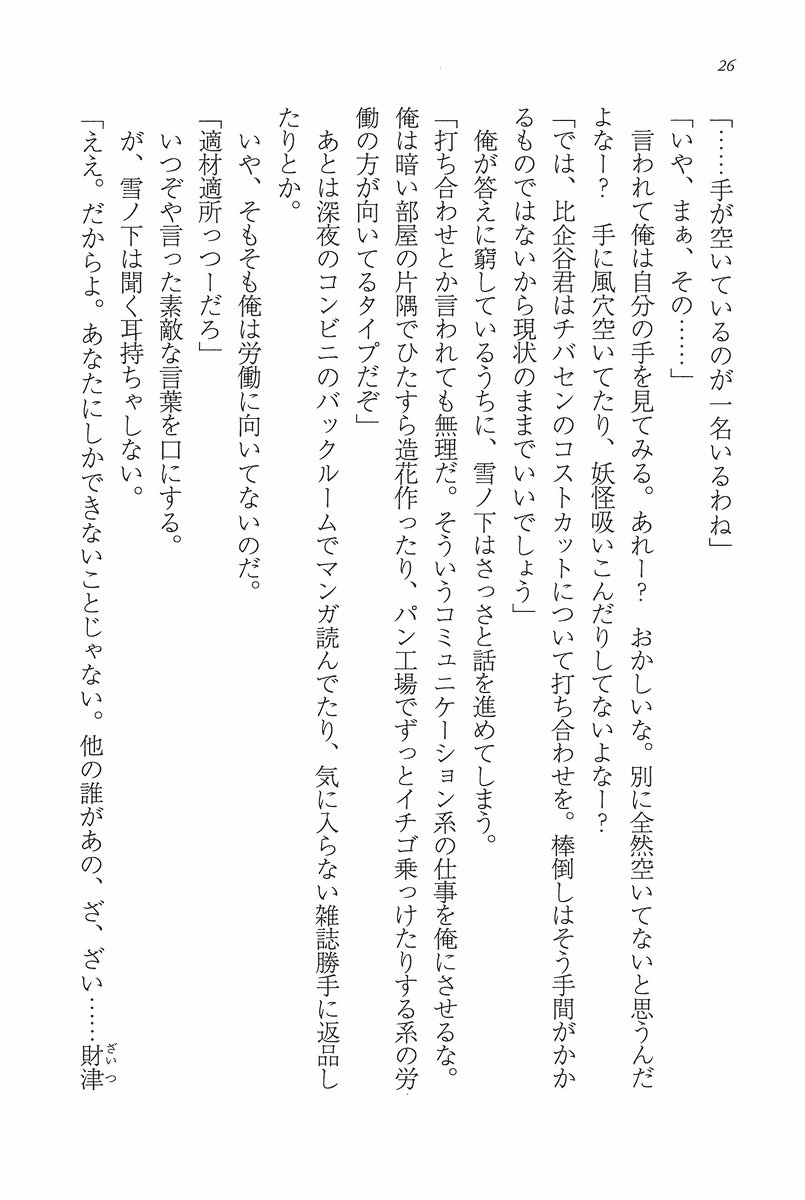 26
「……手が空いているのが一名いるわね」
「いや、まぁ、その……」
　言われて俺は自分の手を見てみる。あれー？　おかしいな。別に全然空いてないと思うんだ
よなー？　手に風穴空いてたり、妖怪吸いこんだりしてないよなー？
「では、比企谷君はチバセンのコストカットについて打ち合わせを。棒倒しはそう手間がかか
るものではないから現状のままでいいでしょう」
　俺が答えに窮しているうちに、雪ノ下はさっさと話を進めてしまう。
「打ち合わせとか言われても無理だ。そういうコミュニケーション系の仕事を俺にさせるな。
俺は暗い部屋の片隅でひたすら造花作ったり、パン工場でずっとイチゴ乗っけたりする系の労
働の方が向いてるタイプだぞ」
　あとは深夜のコンビニのバックルームでマンガ読んでたり、気に入らない雑誌勝手に返品し
たりとか。
　いや、そもそも俺は労働に向いてないのだ。
「適材適所っつーだろ」
　いつぞや言った素敵な言葉を口にする。
　が、雪ノ下は聞く耳持ちゃしない。
「ええ。だからよ。あなたにしかできないことじゃない。他の誰があの、ざ、ざい……財津
ざいつ